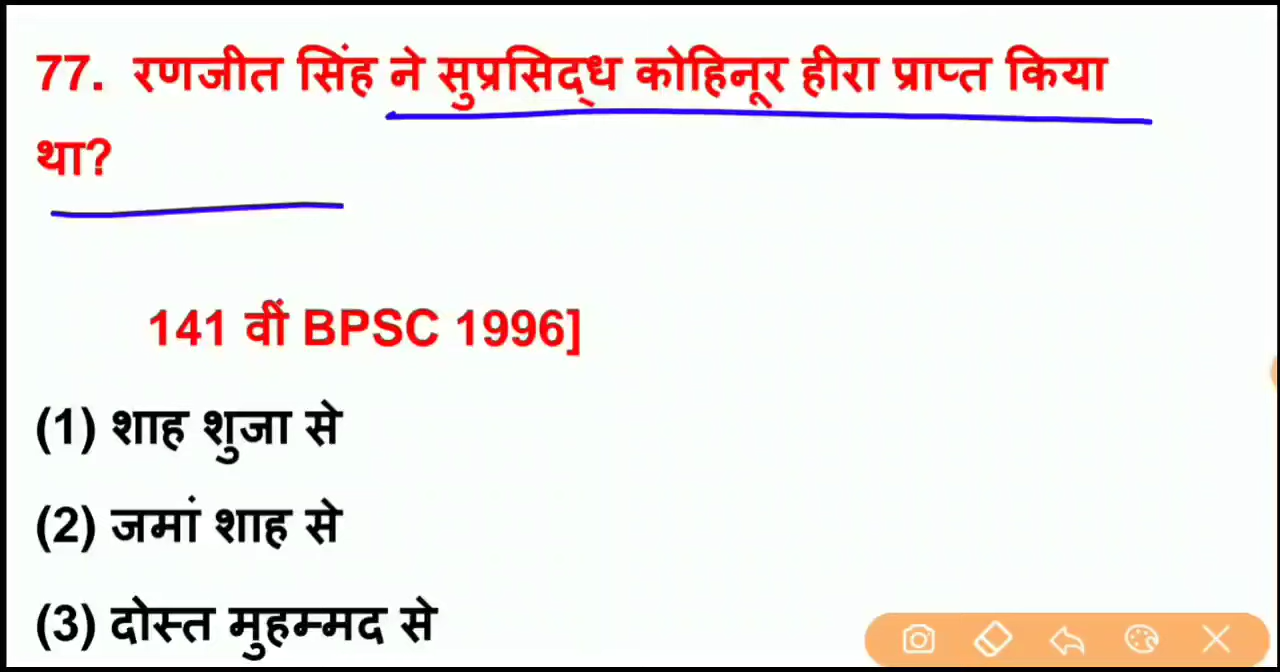 77. रणजीत सिंह ने सुप्रसिद्ध कोहिनूर हीरा प्राप्त किया
था?
141 वीं BPSC 1996]
(1) शाह शुजा से
(2) जमां शाह से
(3) दोस्त मुहम्मद से